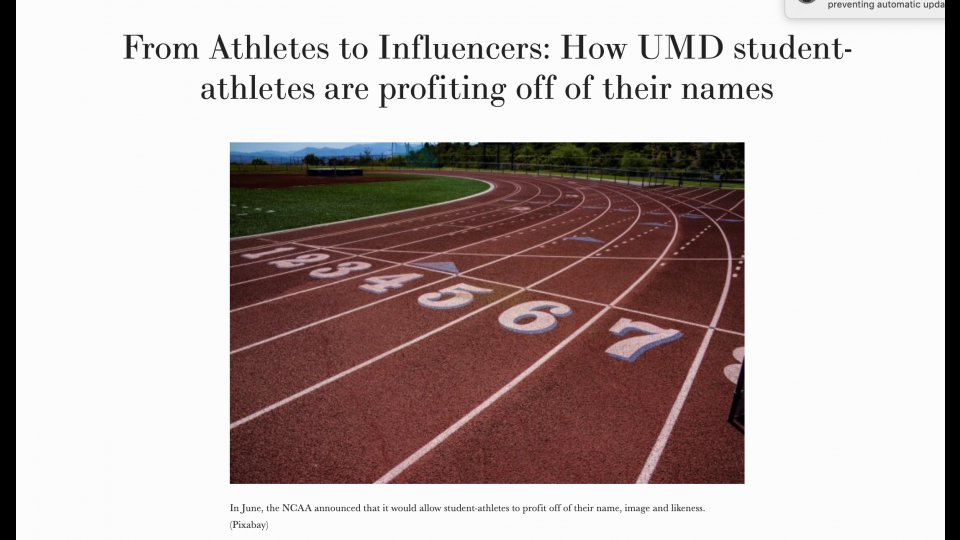 preventing automatic upda
From Athletes to Influencers: How UMD student-
athletes are profiting off of their names
1 2 3 4 5 6 7 8
In June, the NCAA announced that it would allow student-athletes to profit off of their name, image and likeness.
(Pixabay)